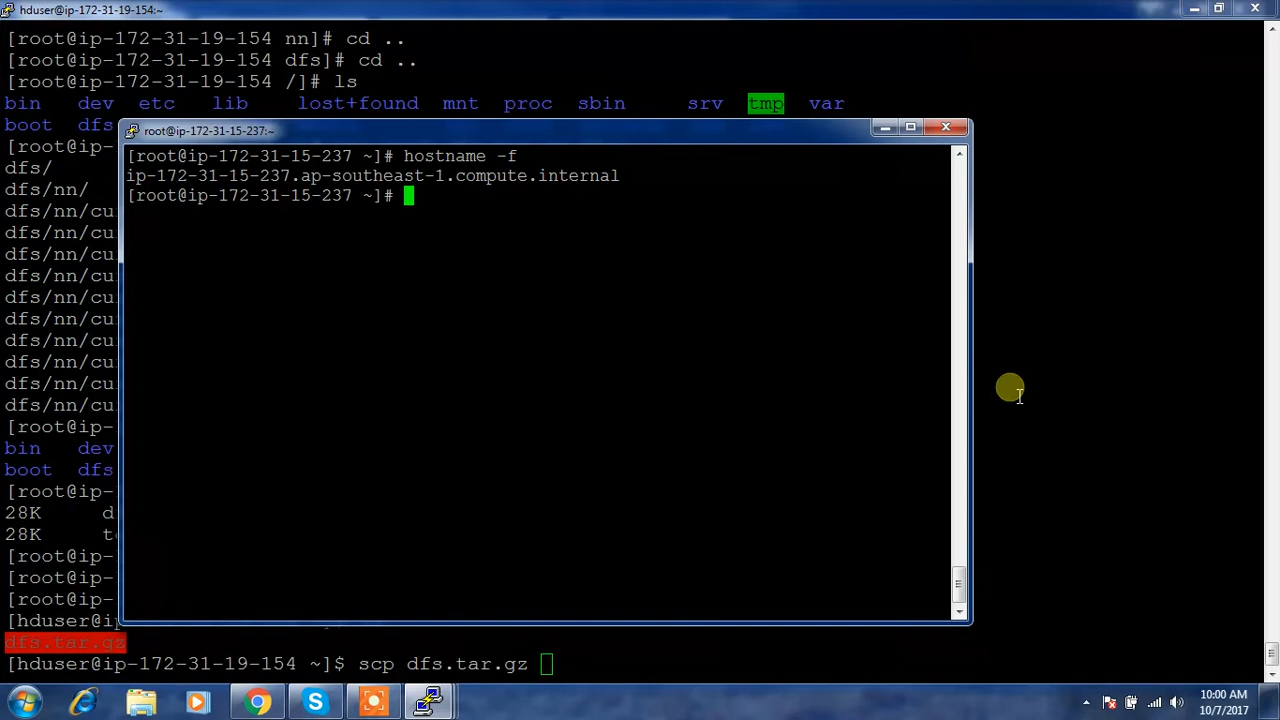 hduser@ip-172-31-19-154:~
[root@ip-172-31-19-154 nn]# cd ..
[root@ip-172-31-19-154 dfs]# cd ..
[root@ip-172-31-19-154 /]# ls
bin dev etc lib lost+found mnt proc sbin srv tmp var
boot dfs
[root@ip-
dfs/
dfs/nn/
dfs/nn/cu
dfs/nn/cu
dfs/nn/cu
dfs/nn/cu
dfs/nn/cu
dfs/nn/cu
dfs/nn/cu
dfs/nn/cu
dfs/nn/cu
dfs/nn/cu
[root@ip-
bin dev
boot dfs
[root@ip-
28K d
28K t
[root@ip-
[root@ip-
[root@ip-
[hduser@i
dfs.tar.gz
[hduser@ip-172-31-19-154 ~]$ scp dfs.tar.gz
root@ip-172-31-15-237:~
[root@ip-172-31-15-237 ~]# hostname -f
ip-172-31-15-237.ap-southeast-1.compute.internal
[root@ip-172-31-15-237 ~]#
10:00 AM
10/7/2017